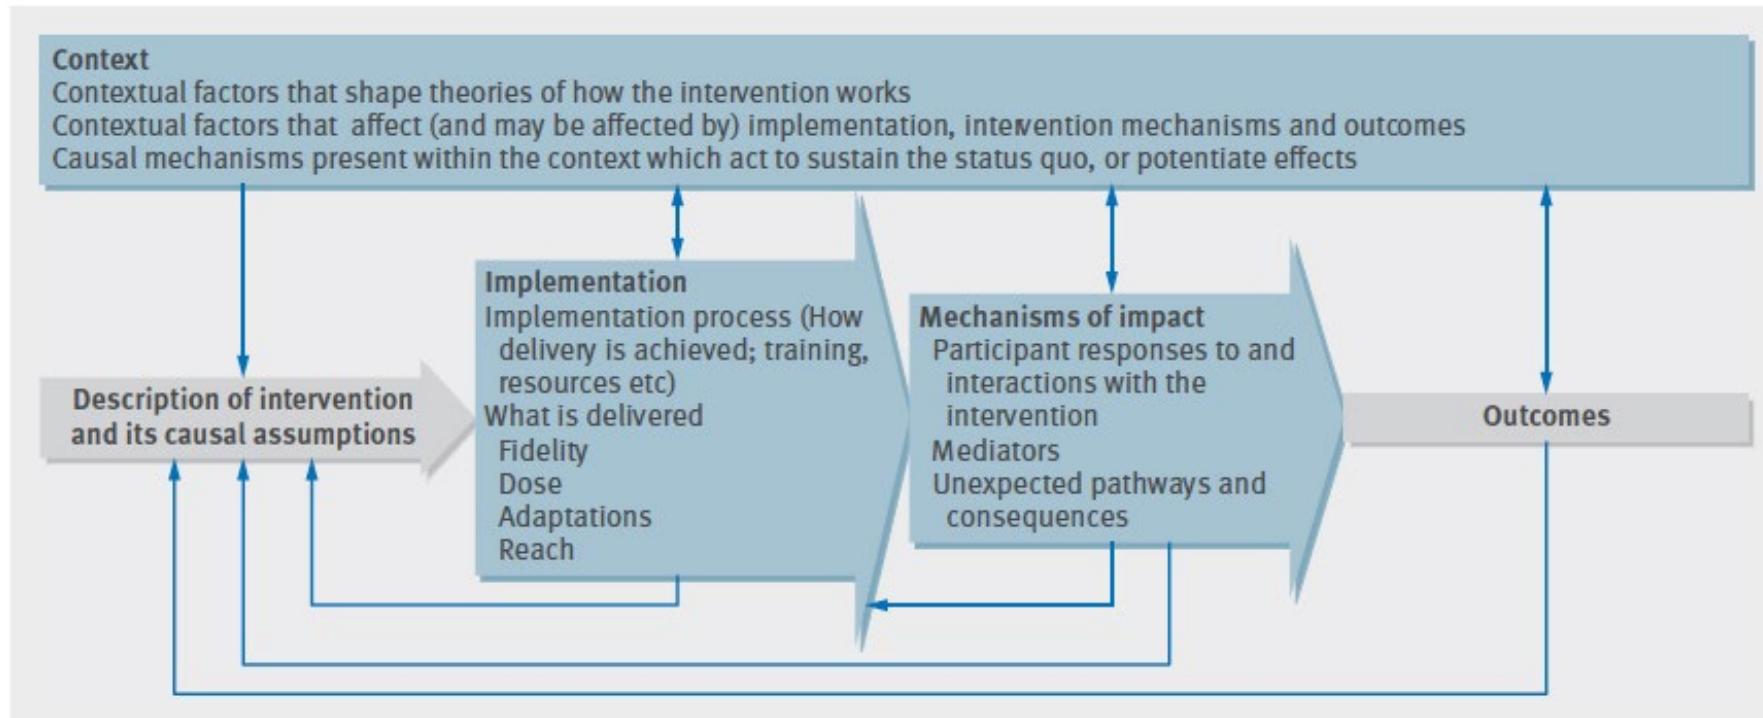 Context
Contextual factors that shape theories of how the intervention works
Contextual factors that affect (and may be affected by) implementation, intervention mechanisms and outcomes
Causal mechanisms present within the context which act to sustain the status quo, or potentiate effects
Description of intervention
and its causal assumptions
Implementation
Implementation process (How
delivery is achieved; training,
resources etc)
What is delivered
Fidelity
Dose
Adaptations
Reach
Mechanisms of impact
Participant responses to and
interactions with the
intervention
Mediators
Unexpected pathways and
consequences
Outcomes